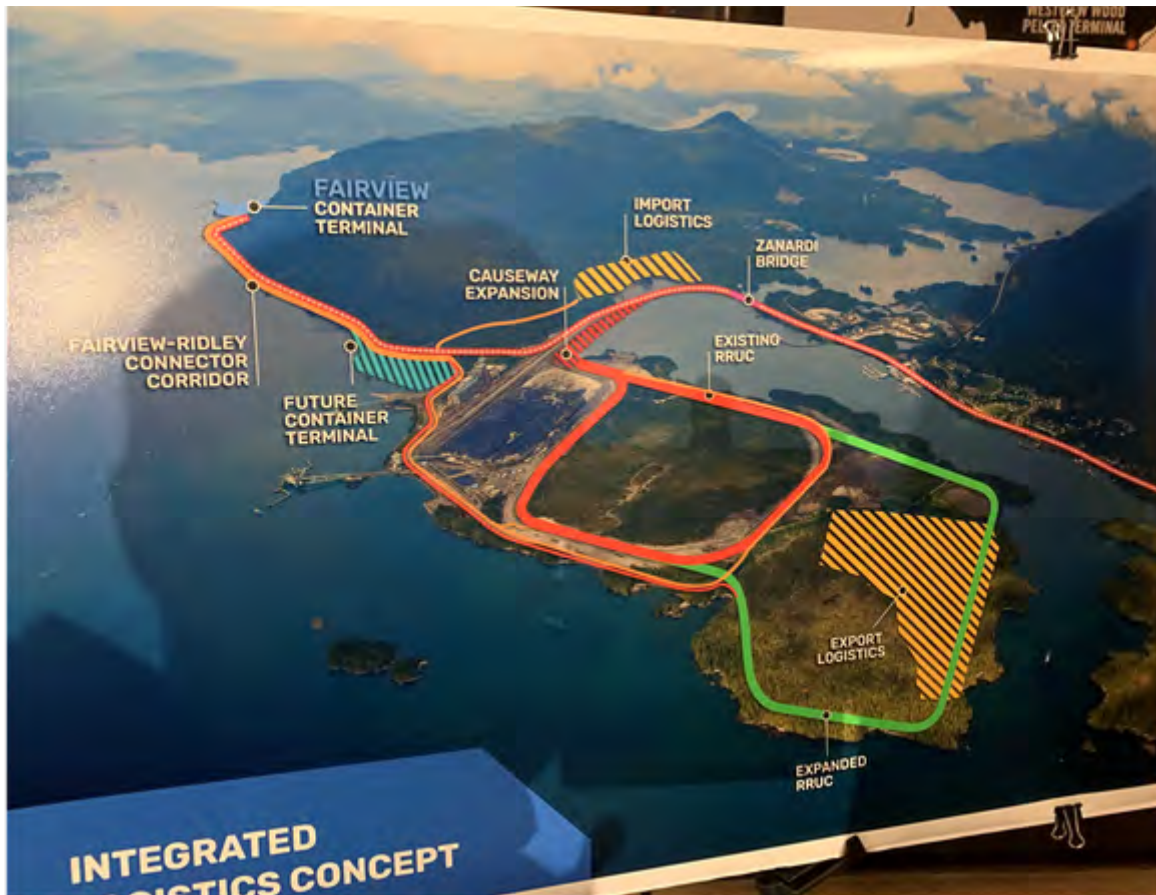 WESTVIEW WOOD
PELLET TERMINAL
FAIRVIEW
CONTAINER
TERMINAL
IMPORT
LOGISTICS
ZANARDI
BRIDGE
CAUSEWAY
EXPANSION
EXISTING
RRUC
FAIRVIEW-RIDLEY
CONNECTOR
CORRIDOR
FUTURE
CONTAINER
TERMINAL
EXPORT
LOGISTICS
EXPANDED
RRUC
INTEGRATED
LOGISTICS CONCEPT